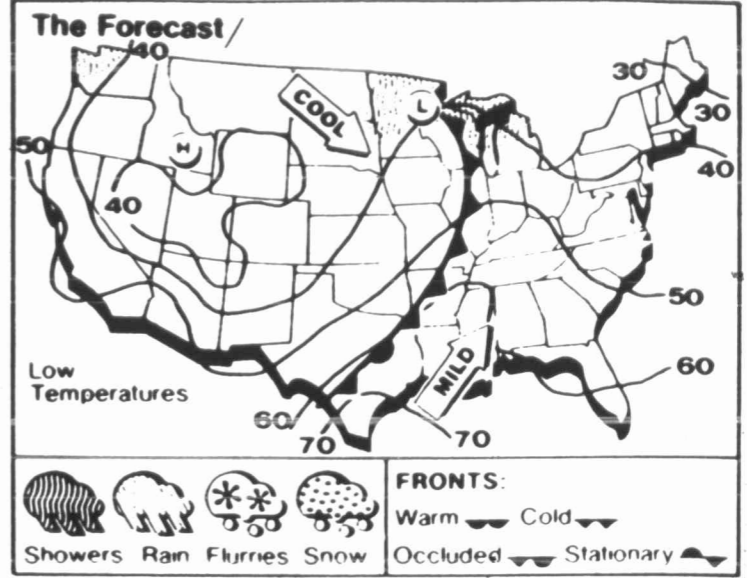 The Forecast
40
30
COOL
L
30
50
H
40
40
50
Low
Temperatures
MILD
60
60
70
70
Showers Rain Flurries Snow
FRONTS:
Warm Cold
Occluded Stationary